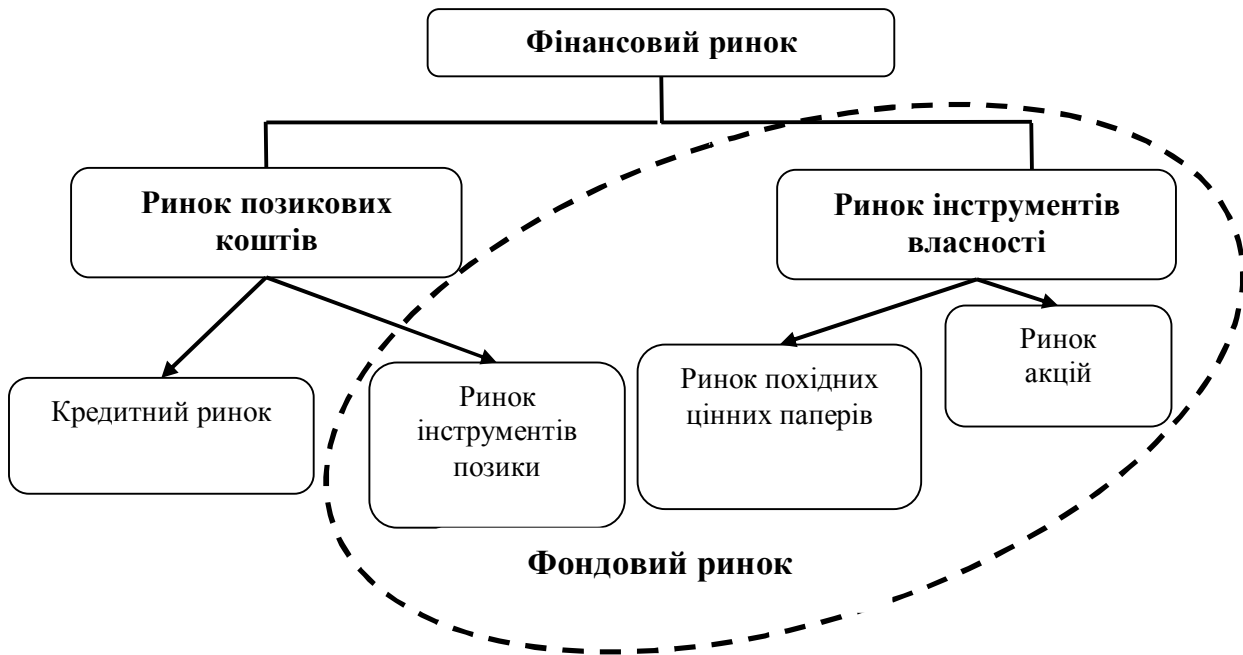 Фінансовий ринок
Ринок позикових
коштів
Ринок інструментів
власності
Кредитний ринок
Ринок
інструментів
позики
Ринок похідних
цінних паперів
Ринок
акцій
Фондовий ринок